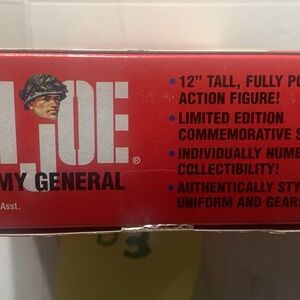 I.JOE®
MY GENERAL
Asst.
• 12" TALL, FULLY PO
ACTION FIGURE!
• LIMITED EDITION
COMMEMORATIVE S
• INDIVIDUALLY NUME
COLLECTIBILITY!
• AUTHENTICALLY STY
UNIFORM AND GEAR!